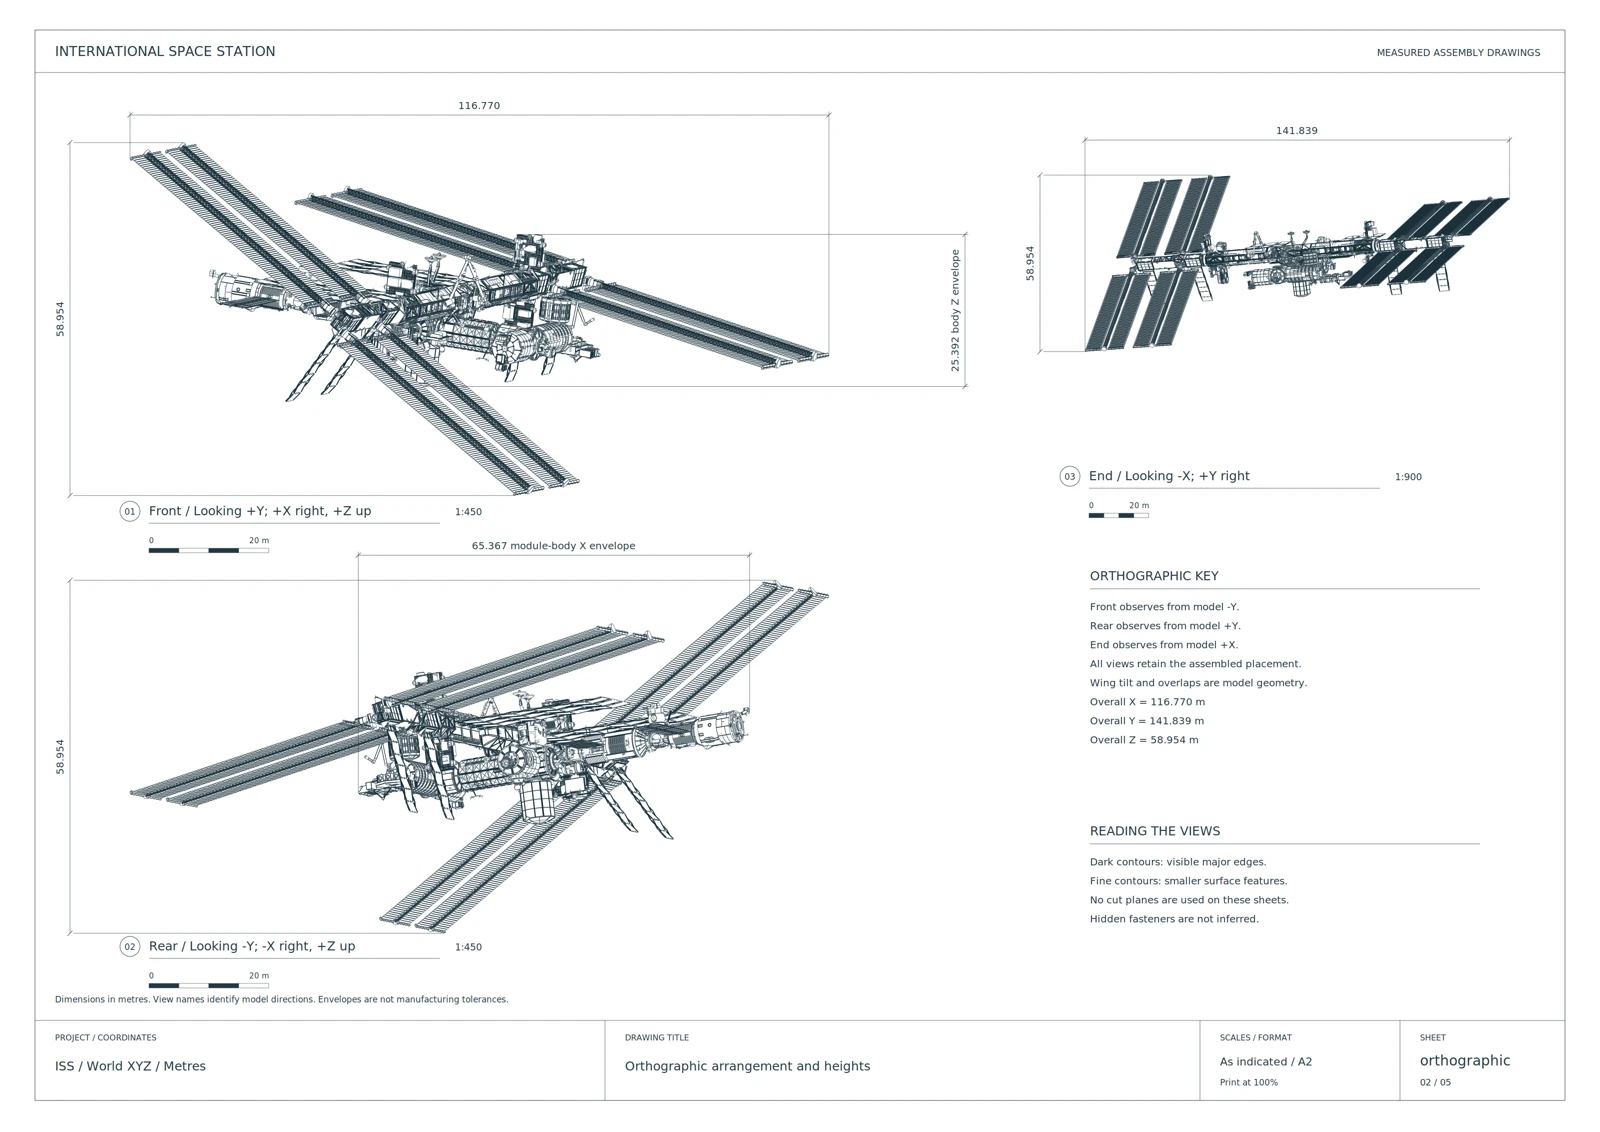 INTERNATIONAL SPACE STATION
MEASURED ASSEMBLY DRAWINGS
116.770
58.954
25.392 body Z envelope
01
Front / Looking +Y; +X right, +Z up
1:450
0
20 m
141.839
58.954
03
End / Looking -X; +Y right
1:900
0
20 m
65.367 module-body X envelope
58.954
02
Rear / Looking -Y; -X right, +Z up
1:450
0
20 m
ORTHOGRAPHIC KEY
Front observes from model -Y.
Rear observes from model +Y.
End observes from model +X.
All views retain the assembled placement.
Wing tilt and overlaps are model geometry.
Overall X = 116.770 m
Overall Y = 141.839 m
Overall Z = 58.954 m
READING THE VIEWS
Dark contours: visible major edges.
Fine contours: smaller surface features.
No cut planes are used on these sheets.
Hidden fasteners are not inferred.
Dimensions in metres. View names identify model directions. Envelopes are not manufacturing tolerances.
PROJECT / COORDINATES
ISS / World XYZ / Metres
DRAWING TITLE
Orthographic arrangement and heights
SCALES / FORMAT
As indicated / A2
Print at 100%
SHEET
orthographic
02 / 05